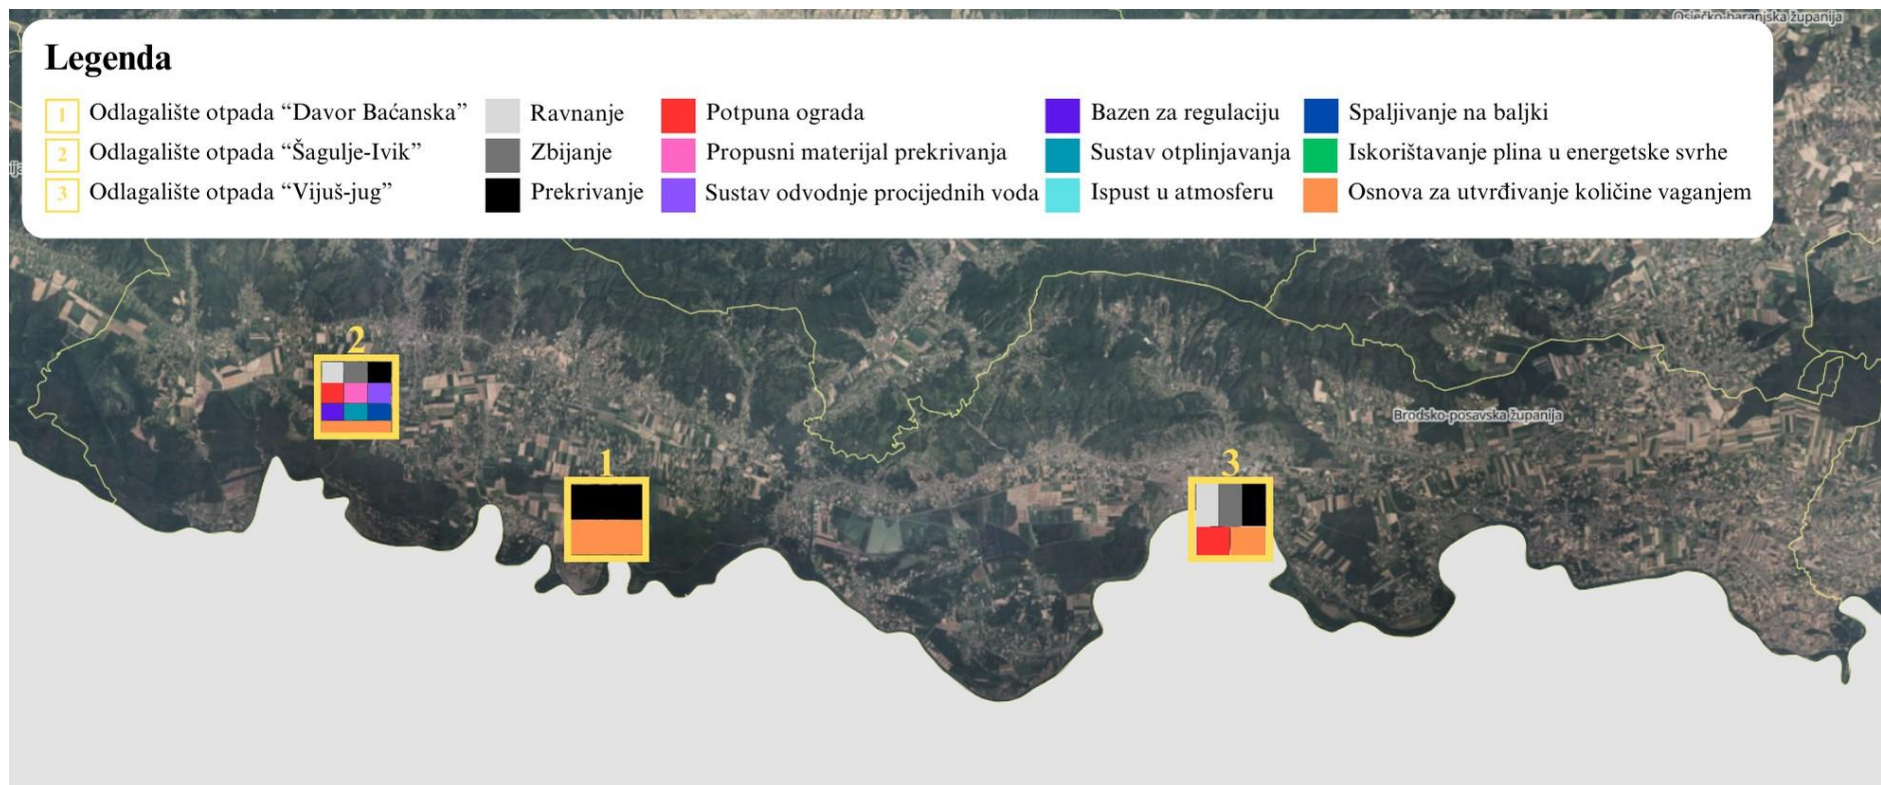 Osječko-baranjska županija
Legenda
1 Odlagalište otpada “Davor Baćanska”
2 Odlagalište otpada “Šagulje-Ivik”
3 Odlagalište otpada “Vijuš-jug”
Ravnanje
Zbijanje
Prekrivanje
Potpuna ograda
Propusni materijal prekrivanja
Sustav odvodnje procijednih voda
Bazen za regulaciju
Sustav otplinjavanja
Ispust u atmosferu
Spaljivanje na baljki
Iskorištavanje plina u energetske svrhe
Osnova za utvrđivanje količine vaganjem
2
Brodsko-posavska županija
1
3